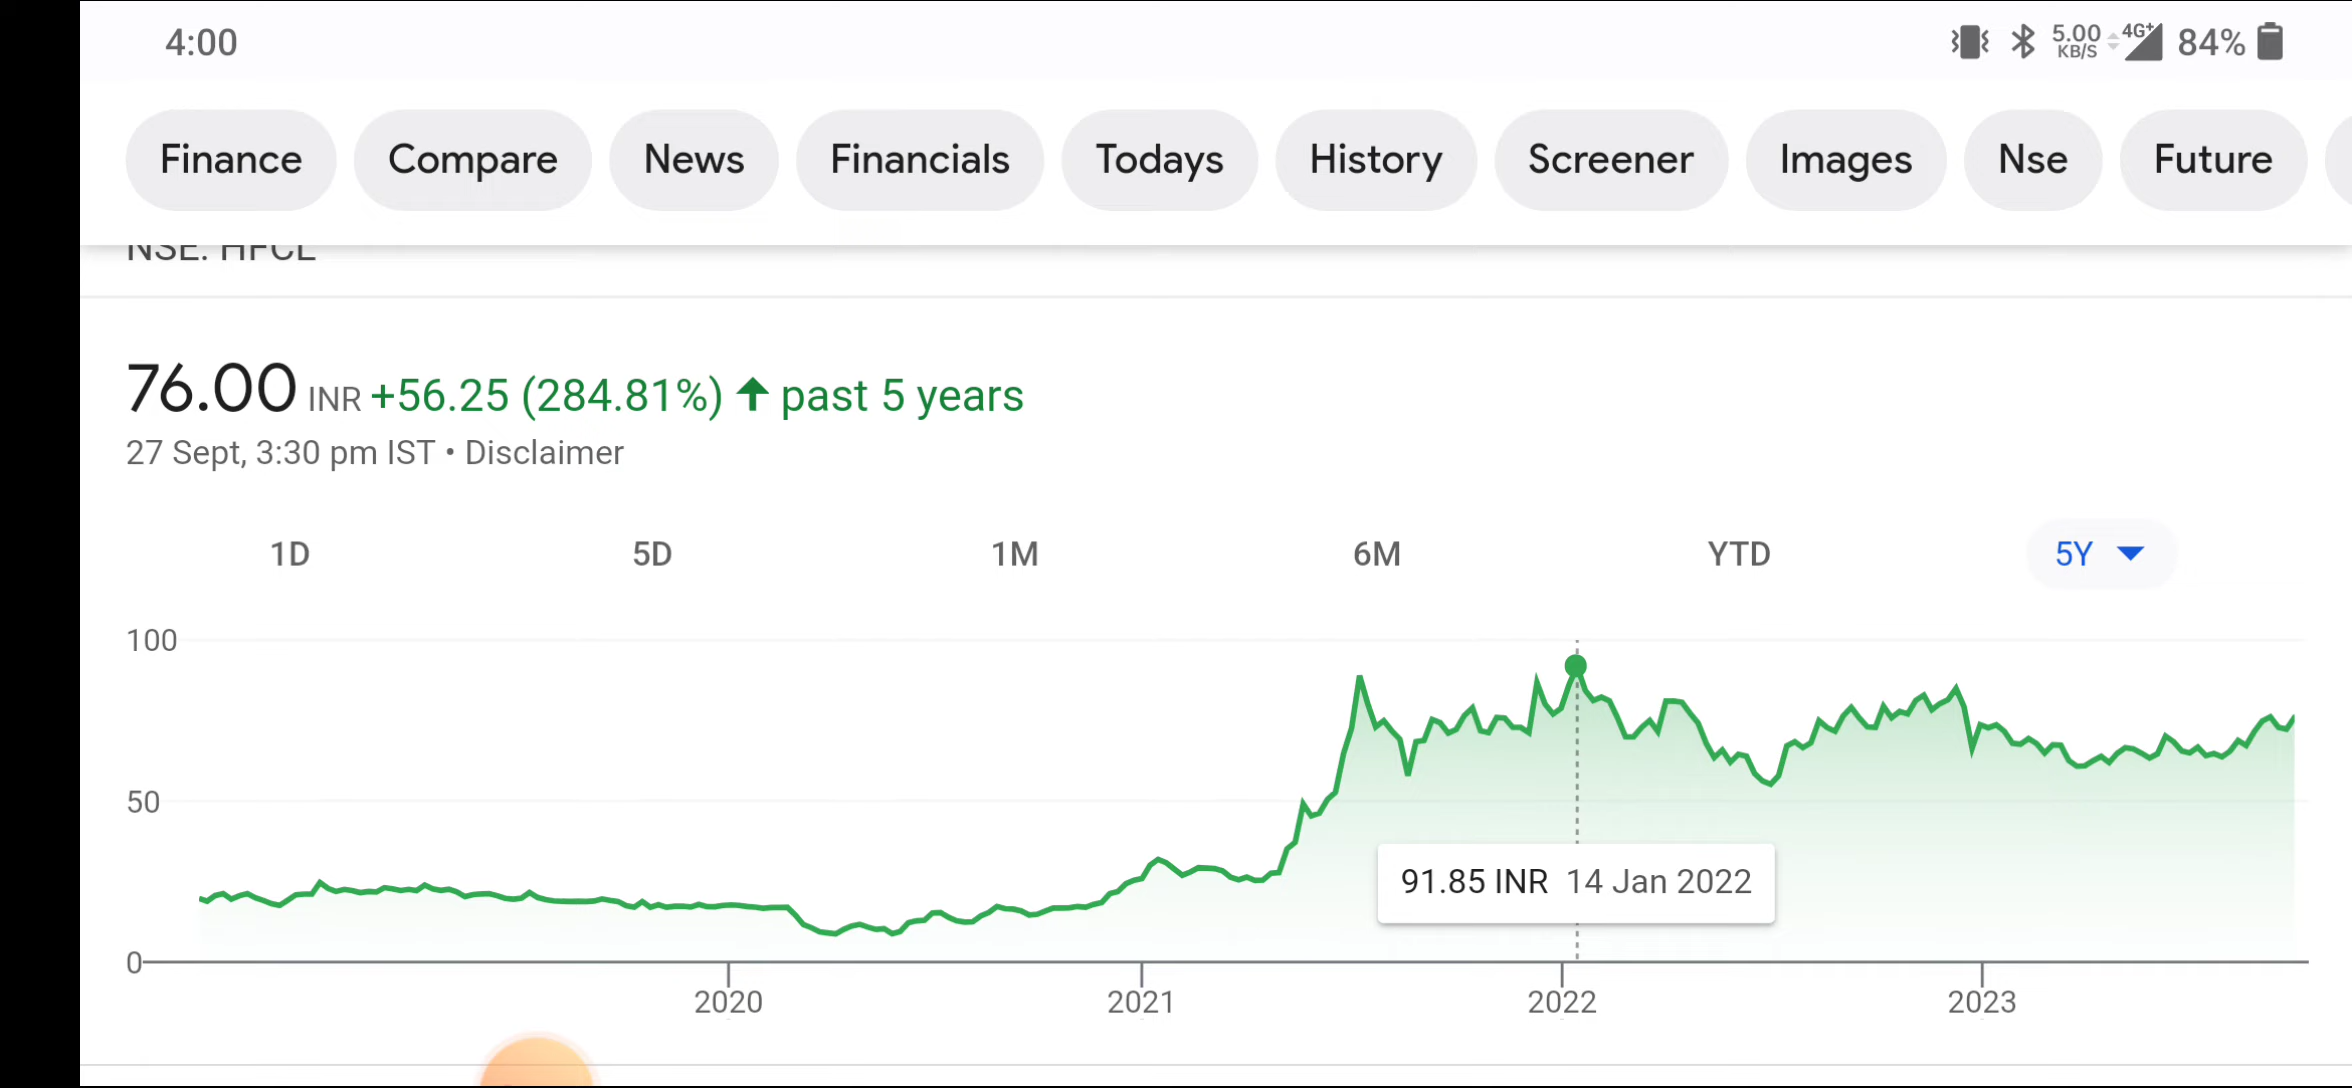 4:00 5.00 KB/S 4G+ 84%
Finance Compare News Financials Todays History Screener Images Nse Future
NSE: HFCL
76.00 INR +56.25 (284.81%) past 5 years
27 Sept, 3:30 pm IST • Disclaimer
1D 5D 1M 6M YTD 5Y
100
50
91.85 INR 14 Jan 2022
0
2020 2021 2022 2023